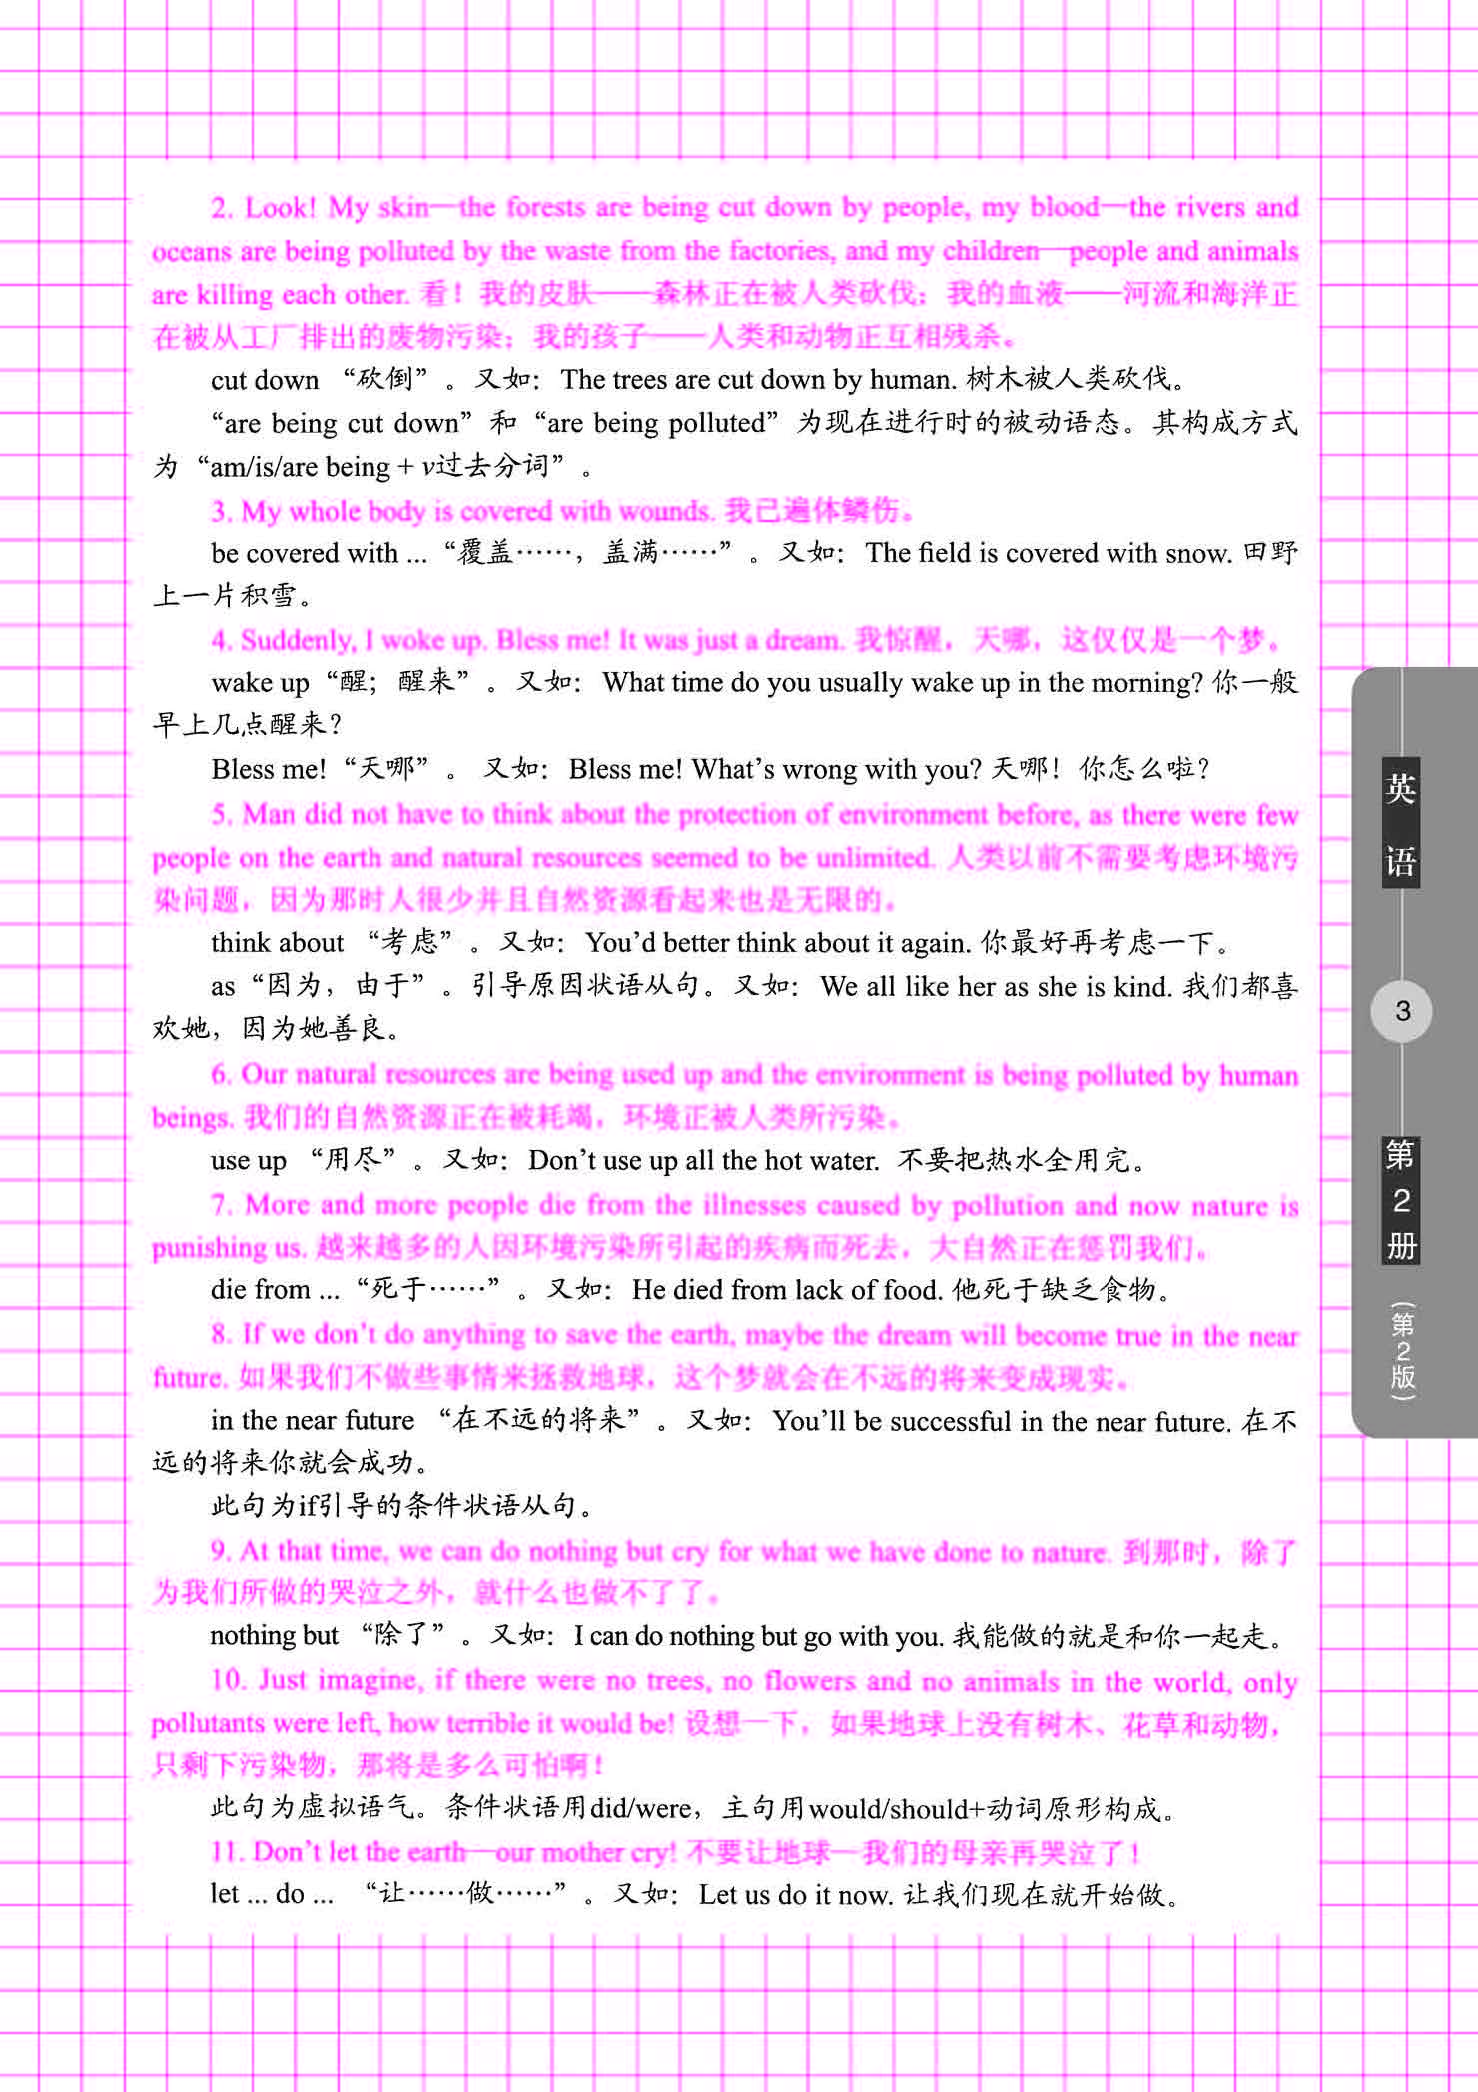 2. Look! My skin—the forests are being cut down by people, my blood—the rivers and
oceans are being polluted by the waste from the factories, and my children—people and animals
are killing each other. 看！我的皮肤——森林正在被人类砍伐；我的血液——河流和海洋正
在被从工厂排出的废物污染；我的孩子——人类和动物正互相残杀。
cut down “砍倒”。又如：The trees are cut down by human. 树木被人类砍伐。
“are being cut down”和“are being polluted”为现在进行时的被动语态。其构成方式
为“am/is/are being + v过去分词”。
3. My whole body is covered with wounds. 我已遍体鳞伤。
be covered with ...“覆盖……，盖满……”。又如：The field is covered with snow. 田野
上一片积雪。
4. Suddenly, I woke up. Bless me! It was just a dream. 我惊醒，天哪，这仅仅是一个梦。
wake up“醒；醒来”。又如：What time do you usually wake up in the morning? 你一般
早上几点醒来？
Bless me!“天哪”。又如：Bless me! What’s wrong with you? 天哪！你怎么啦？
5. Man did not have to think about the protection of environment before, as there were few
people on the earth and natural resources seemed to be unlimited. 人类以前不需要考虑环境污
染问题，因为那时人很少并且自然资源看起来也是无限的。
think about “考虑”。又如：You’d better think about it again. 你最好再考虑一下。
as“因为，由于”。引导原因状语从句。又如：We all like her as she is kind. 我们都喜
欢她，因为她善良。
6. Our natural resources are being used up and the environment is being polluted by human
beings. 我们的自然资源正在被耗竭，环境正被人类所污染。
use up “用尽”。又如：Don’t use up all the hot water. 不要把热水全用完。
7. More and more people die from the illnesses caused by pollution and now nature is
punishing us. 越来越多的人因环境污染所引起的疾病而死去，大自然正在惩罚我们。
die from ...“死于……”。又如：He died from lack of food. 他死于缺乏食物。
8. If we don’t do anything to save the earth, maybe the dream will become true in the near
future. 如果我们不做些事情来拯救地球，这个梦就会在不远的将来变成现实。
in the near future “在不远的将来”。又如：You’ll be successful in the near future. 在不
远的将来你就会成功。
此句为if引导的条件状语从句。
9. At that time, we can do nothing but cry for what we have done to nature. 到那时，除了
为我们所做的哭泣之外，就什么也做不了了。
nothing but “除了”。又如：I can do nothing but go with you. 我能做的就是和你一起走。
10. Just imagine, if there were no trees, no flowers and no animals in the world, only
pollutants were left, how terrible it would be! 设想一下，如果地球上没有树木、花草和动物，
只剩下污染物，那将是多么可怕啊！
此句为虚拟语气。条件状语用did/were，主句用would/should+动词原形构成。
11. Don’t let the earth—our mother cry! 不要让地球—我们的母亲再哭泣了！
let ... do ... “让……做……”。又如：Let us do it now. 让我们现在就开始做。
英语
3
第2册
（第2版）